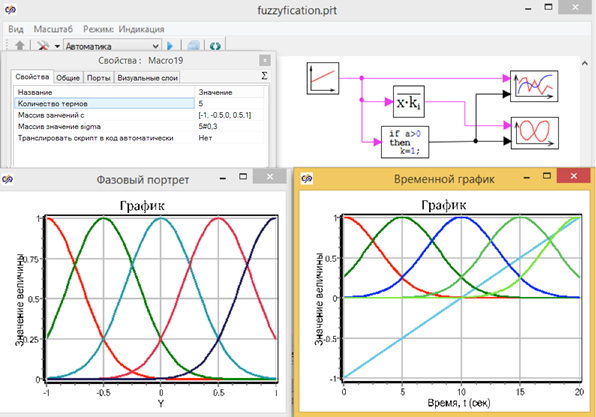 fuzzyfication.prt
Вид Масштаб Режим: Индикация
Автоматика
Свойства : Macro19
Свойства Общие Порты Визуальные слои Σ
Название Значение
Количество термов 5
Массив занчений c [-1, -0.5,0, 0.5,1]
Массив значение sigma 5#0,3
Транслировать скрипт в код автоматически Нет
x·ki
if a>0
then
k=1;
Фазовый портрет
График
Значение величины
1
0.75
0.5
0.25
0
-1 -0.5 0 0.5 1
Y
Временной график
График
Значение величины
1
0.5
0
-0.5
-1
0 5 10 15 20
Время, t (сек)